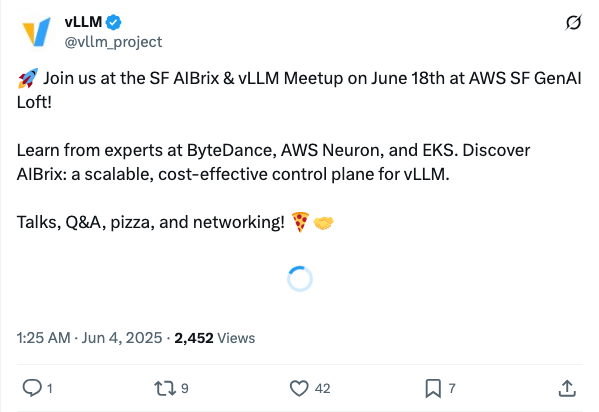 vLLM
@vllm_project
🚀 Join us at the SF AIBrix & vLLM Meetup on June 18th at AWS SF GenAI
Loft!
Learn from experts at ByteDance, AWS Neuron, and EKS. Discover
AIBrix: a scalable, cost-effective control plane for vLLM.
Talks, Q&A, pizza, and networking! 🍕🤝
1:25 AM · Jun 4, 2025 · 2,452 Views
1 9 42 7